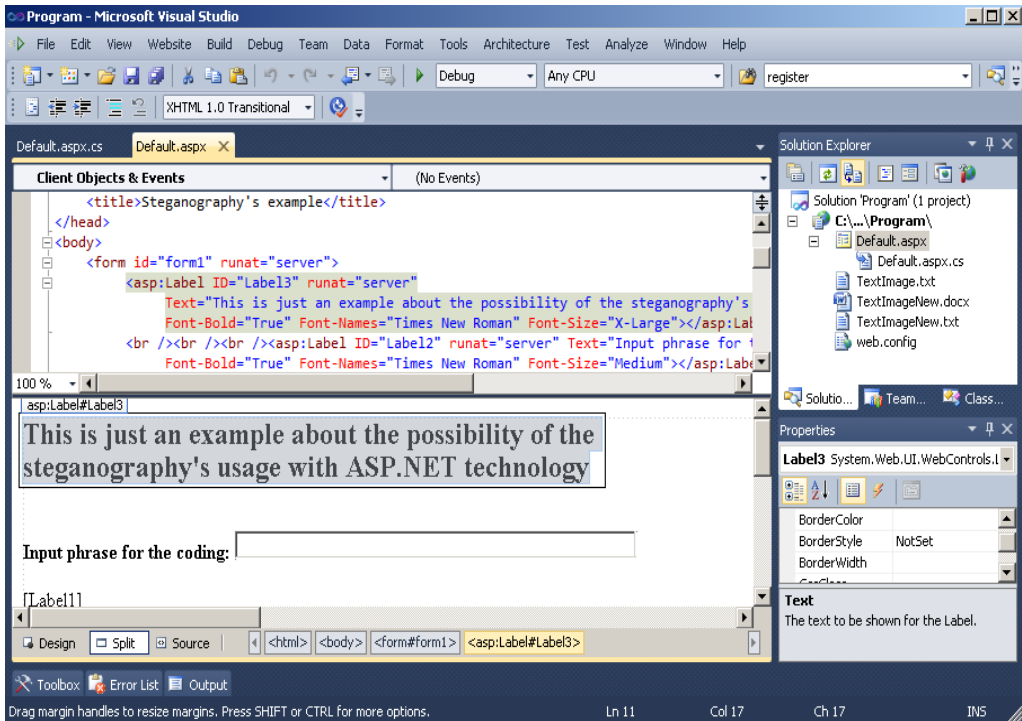 Program - Microsoft Visual Studio
File Edit View Website Build Debug Team Data Format Tools Architecture Test Analyze Window Help
Debug Any CPU register
XHTML 1.0 Transitional
Default.aspx.cs Default.aspx
Client Objects & Events (No Events)
<title>Steganography's example</title>
</head>
<body>
<form id="form1" runat="server">
<asp:Label ID="Label3" runat="server"
Text="This is just an example about the possibility of the steganography's
Font-Bold="True" Font-Names="Times New Roman" Font-Size="X-Large"></asp:Lab
<br /><br /><br /><asp:Label ID="Label2" runat="server" Text="Input phrase for
Font-Bold="True" Font-Names="Times New Roman" Font-Size="Medium"></asp:Labe
100 %
asp:Label#Label3
This is just an example about the possibility of the
steganography's usage with ASP.NET technology
Input phrase for the coding:
[Label1]
Design Split Source <html> <body> <form#form1> <asp:Label#Label3>
Solution Explorer
Solution 'Program' (1 project)
C:\...\Program\
Default.aspx
Default.aspx.cs
TextImage.txt
TextImageNew.docx
TextImageNew.txt
web.config
Solutio... Team... Class...
Properties
Label3 System.Web.UI.WebControls.L
BorderColor
BorderStyle NotSet
BorderWidth
Text
The text to be shown for the Label.
Toolbox Error List Output
Drag margin handles to resize margins. Press SHIFT or CTRL for more options. Ln 11 Col 17 Ch 17 INS